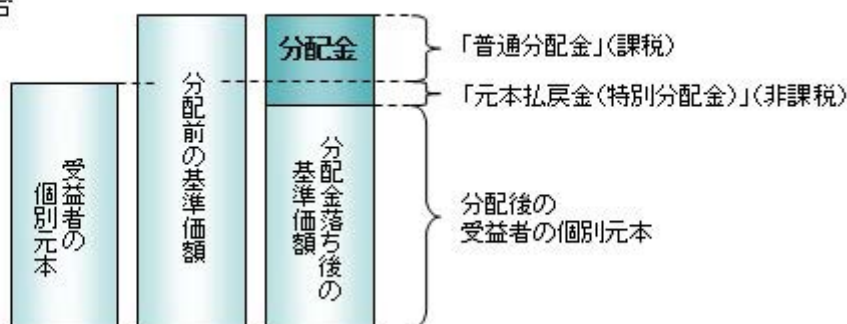 受益者の
個別元本
分配前の基準価額
分配金
分配金落ち後の
基準価額
「普通分配金」(課税)
「元本払戻金(特別分配金)」(非課税)
分配後の
受益者の個別元本